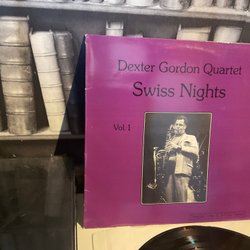 Dexter Gordon Quartet
Swiss Nights
Vol. 1